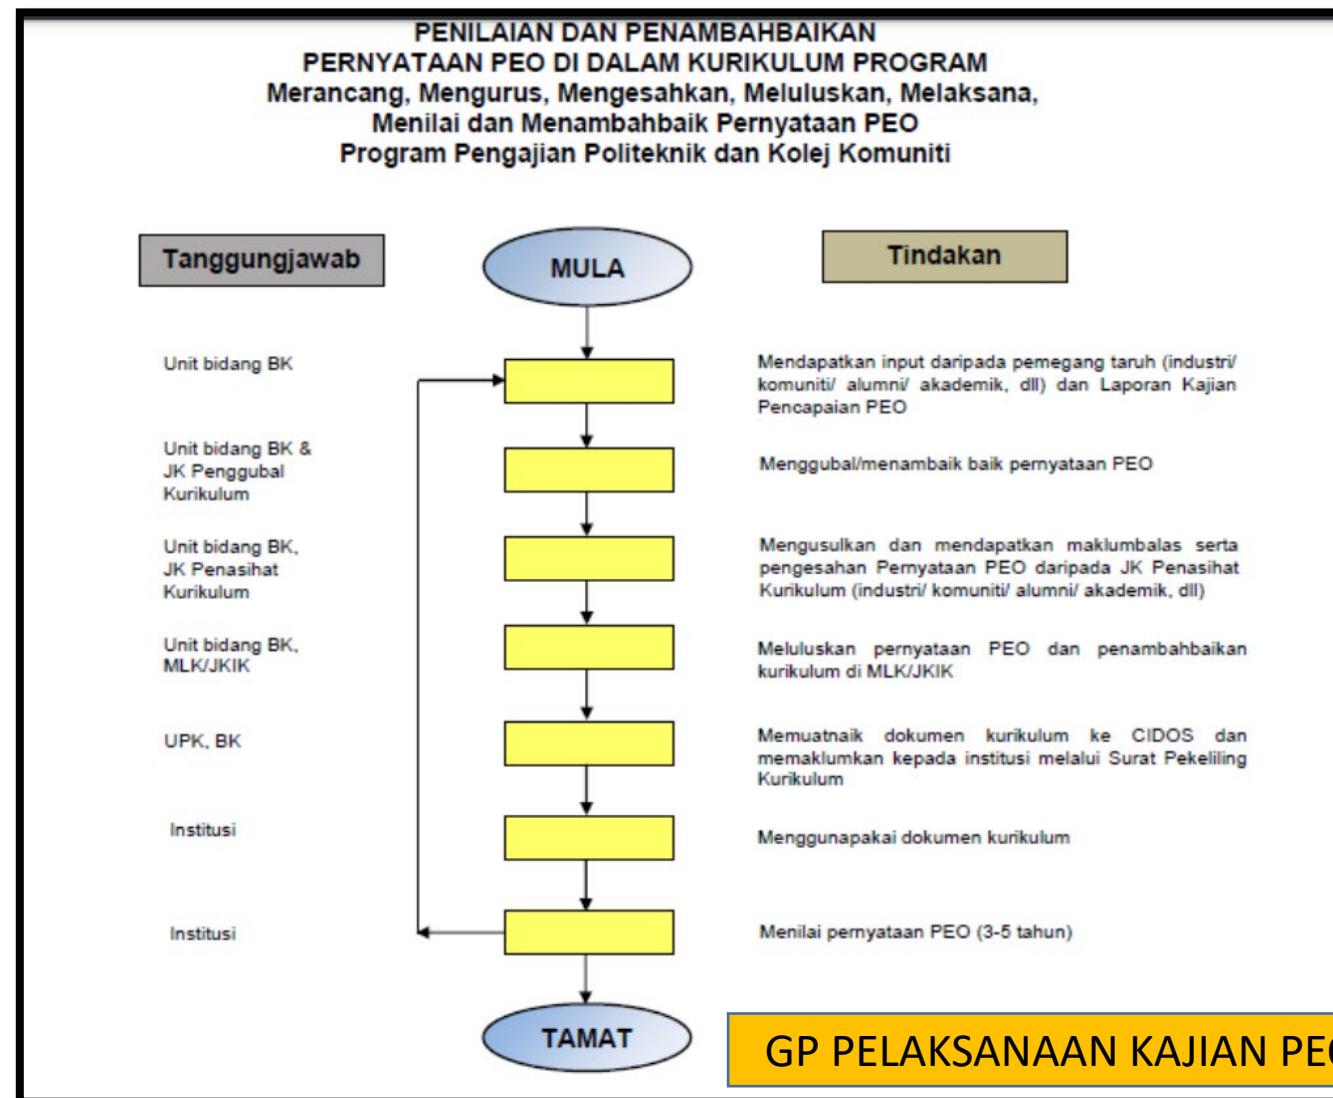 PENILAIAN DAN PENAMBAHBAIKAN
PERNYATAAN PEO DI DALAM KURIKULUM PROGRAM
Merancang, Mengurus, Mengesahkan, Meluluskan, Melaksana,
Menilai dan Menambahbaik Pernyataan PEO
Program Pengajian Politeknik dan Kolej Komuniti
Tanggungjawab
MULA
Tindakan
Unit bidang BK
Mendapatkan input daripada pemegang taruh (industri/
komuniti/ alumni/ akademik, dll) dan Laporan Kajian
Pencapaian PEO
Unit bidang BK &
JK Penggubal
Kurikulum
Menggubal/menambaik baik pernyataan PEO
Unit bidang BK,
JK Penasihat
Kurikulum
Mengusulkan dan mendapatkan maklumbalas serta
pengesahan Pernyataan PEO daripada JK Penasihat
Kurikulum (industri/ komuniti/ alumni/ akademik, dll)
Unit bidang BK,
MLK/JKIK
Meluluskan pernyataan PEO dan penambahbaikan
kurikulum di MLK/JKIK
UPK, BK
Memuatnaik dokumen kurikulum ke CIDOS dan
memaklumkan kepada institusi melalui Surat Pekeliling
Kurikulum
Institusi
Menggunapakai dokumen kurikulum
Institusi
Menilai pernyataan PEO (3-5 tahun)
TAMAT
GP PELAKSANAAN KAJIAN PE